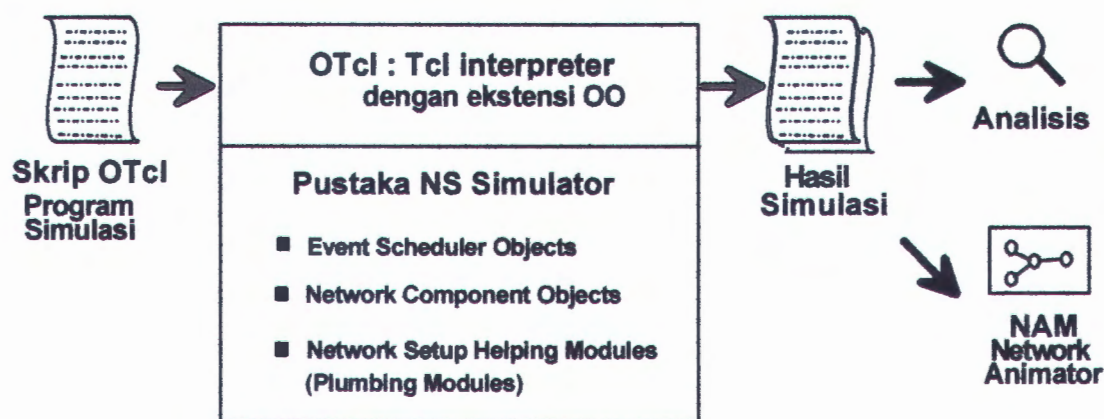 Skrip OTcl
Program
Simulasi
OTcl : Tcl interpreter
dengan ekstensi OO
Pustaka NS Simulator
Event Scheduler Objects
Network Component Objects
Network Setup Helping Modules
(Plumbing Modules)
Hasil
Simulasi
Analisis
NAM
Network
Animator